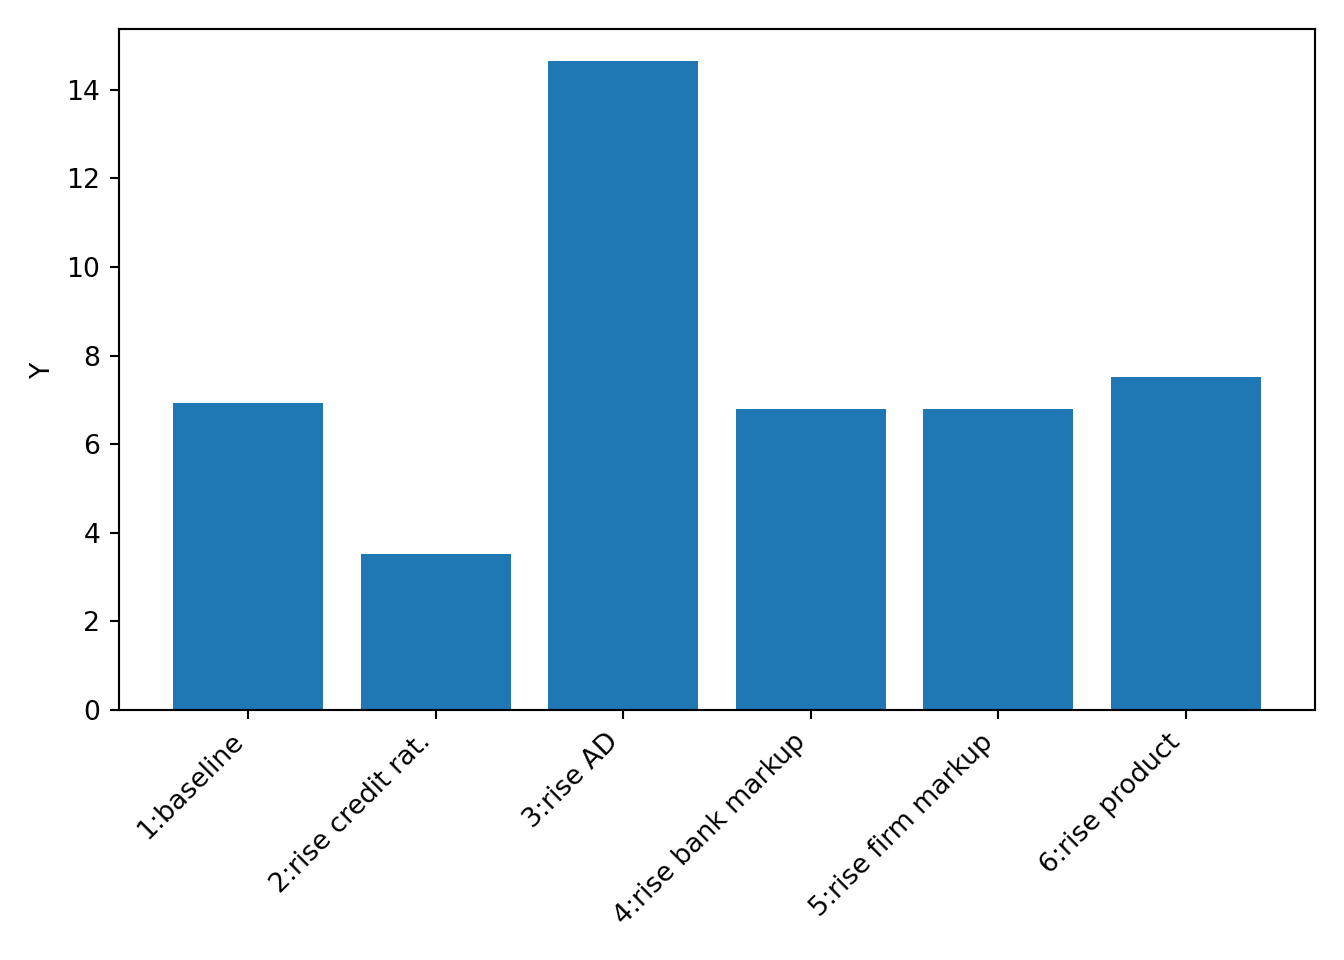 14
12
10
8
6
4
2
0
Y
1:baseline
2:rise credit rat.
3:rise AD
4:rise bank markup
5:rise firm markup
6:rise product